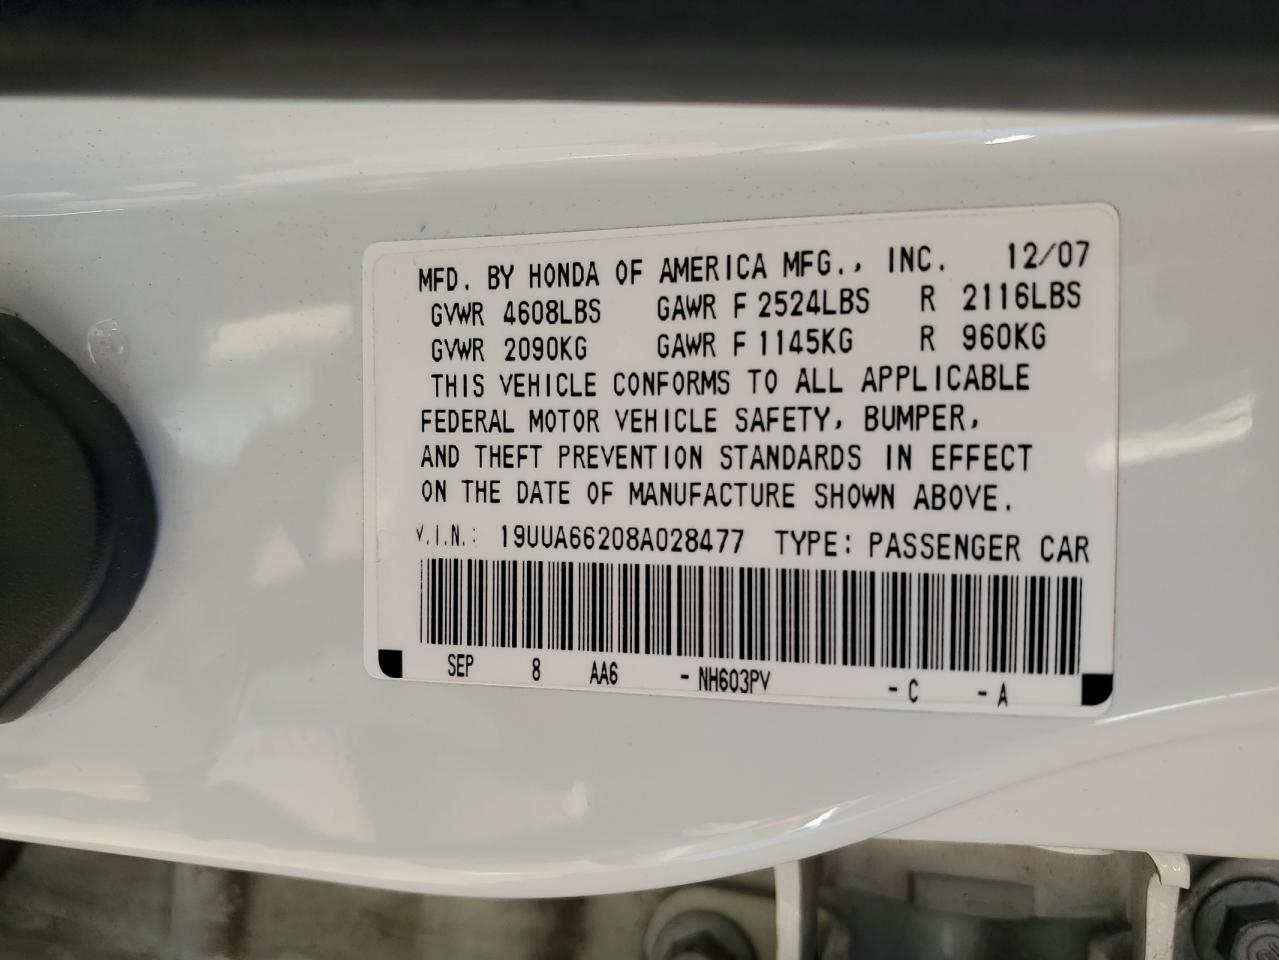 MFD. BY HONDA OF AMERICA MFG., INC. 12/07
GVWR 4608LBS GAWR F 2524LBS R 2116LBS
GVWR 2090KG GAWR F 1145KG R 960KG
THIS VEHICLE CONFORMS TO ALL APPLICABLE
FEDERAL MOTOR VEHICLE SAFETY, BUMPER,
AND THEFT PREVENTION STANDARDS IN EFFECT
ON THE DATE OF MANUFACTURE SHOWN ABOVE.
V.I.N.: 19UUA66208A028477 TYPE: PASSENGER CAR
SEP 8 AA6 -NH603PV -C -A